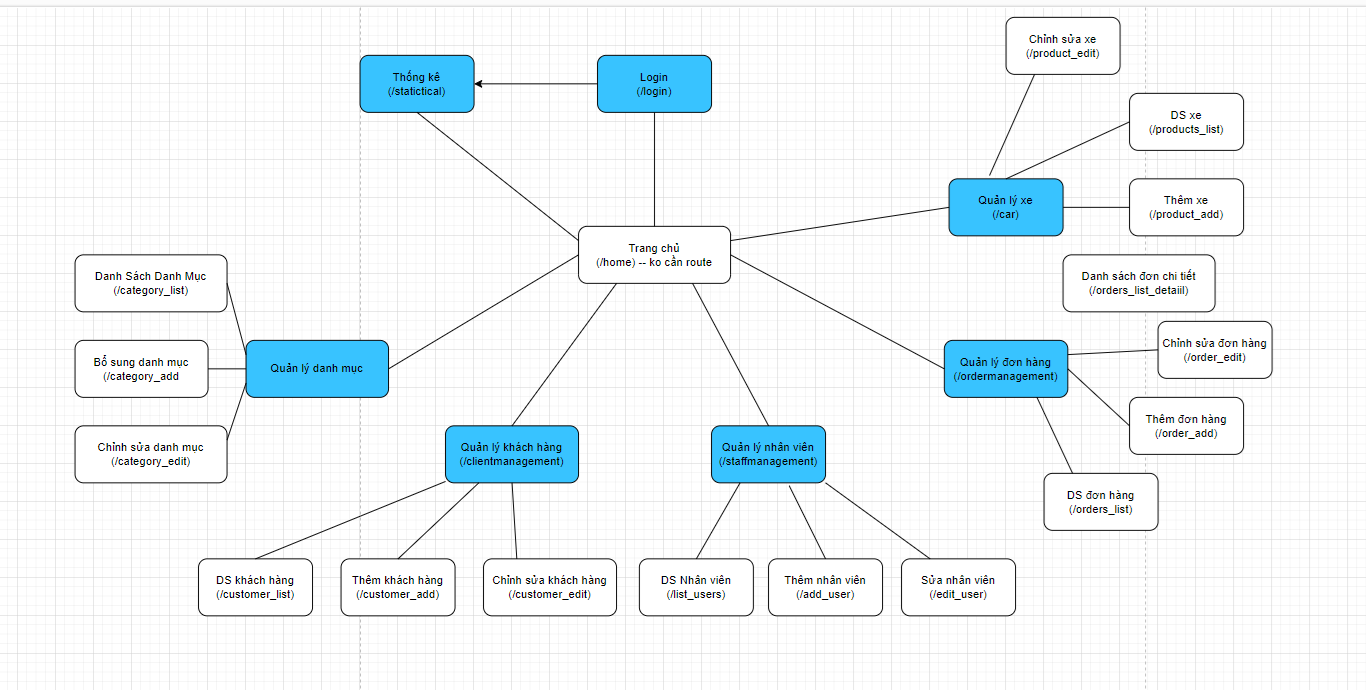 Chỉnh sửa xe
(/product_edit)
Thống kê
(/statictical)
Login
(/login)
DS xe
(/products_list)
Quản lý xe
(/car)
Thêm xe
(/product_add)
Trang chủ
(/home) -- ko cần route
Danh Sách Danh Mục
(/category_list)
Danh sách đơn chi tiết
(/orders_list_detaiil)
Chỉnh sửa đơn hàng
(/order_edit)
Bổ sung danh mục
(/category_add
Quản lý danh mục
Quản lý đơn hàng
(/ordermanagement)
Thêm đơn hàng
(/order_add)
Chỉnh sửa danh mục
(/category_edit)
Quản lý khách hàng
(/clientmanagement)
Quản lý nhân viên
(/staffmanagement)
DS đơn hàng
(/orders_list)
DS khách hàng
(/customer_list)
Thêm khách hàng
(/customer_add)
Chỉnh sửa khách hàng
(/customer_edit)
DS Nhân viên
(/list_users)
Thêm nhân viên
(/add_user)
Sửa nhân viên
(/edit_user)